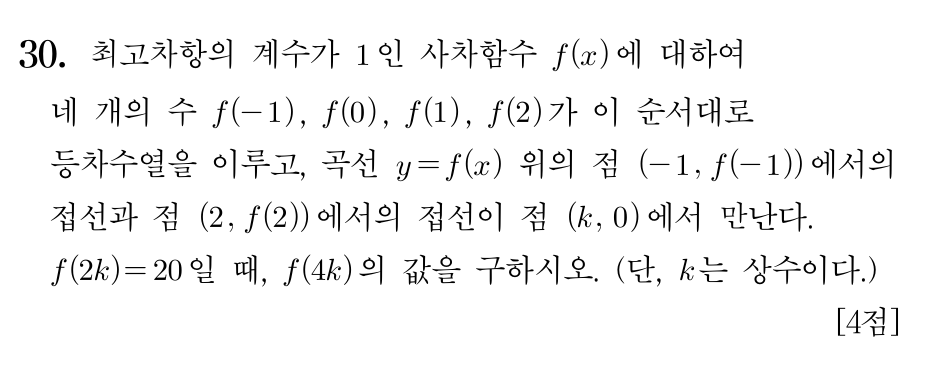 30. 최고차항의 계수가 1인 사차함수 f(x)에 대하여
네 개의 수 f(−1), f(0), f(1), f(2)가 이 순서대로
등차수열을 이루고, 곡선 y=f(x) 위의 점 (−1, f(−1))에서의
접선과 점 (2, f(2))에서의 접선이 점 (k, 0)에서 만난다.
f(2k)=20일 때, f(4k)의 값을 구하시오. (단, k는 상수이다.)
[4점]